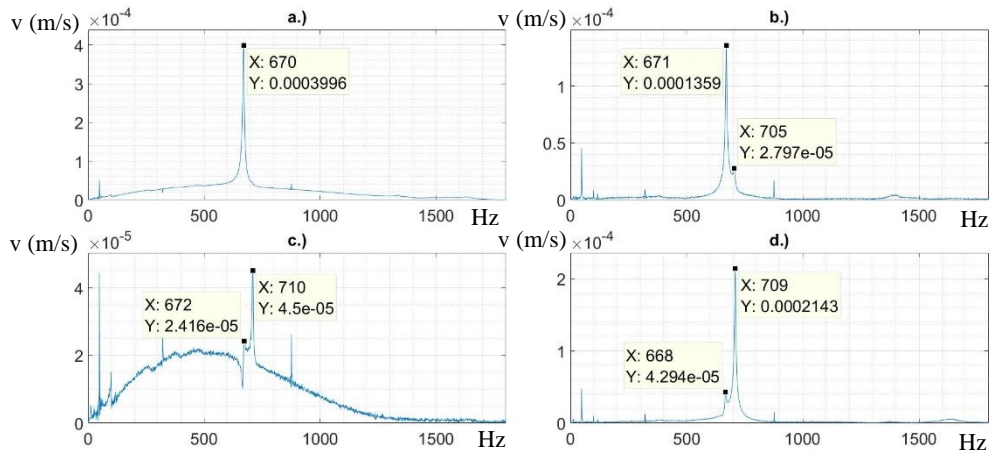 v (m/s)
×10⁻⁴
a.)
4
3
2
1
0
X: 670
Y: 0.0003996
0
500
1000
1500
Hz
v (m/s)
×10⁻⁴
b.)
1
0.5
0
X: 671
Y: 0.0001359
X: 705
Y: 2.797e-05
0
500
1000
1500
Hz
v (m/s)
×10⁻⁵
c.)
4
2
0
X: 672
Y: 2.416e-05
X: 710
Y: 4.5e-05
0
500
1000
1500
Hz
v (m/s)
×10⁻⁴
d.)
2
1
0
X: 709
Y: 0.0002143
X: 668
Y: 4.294e-05
0
500
1000
1500
Hz